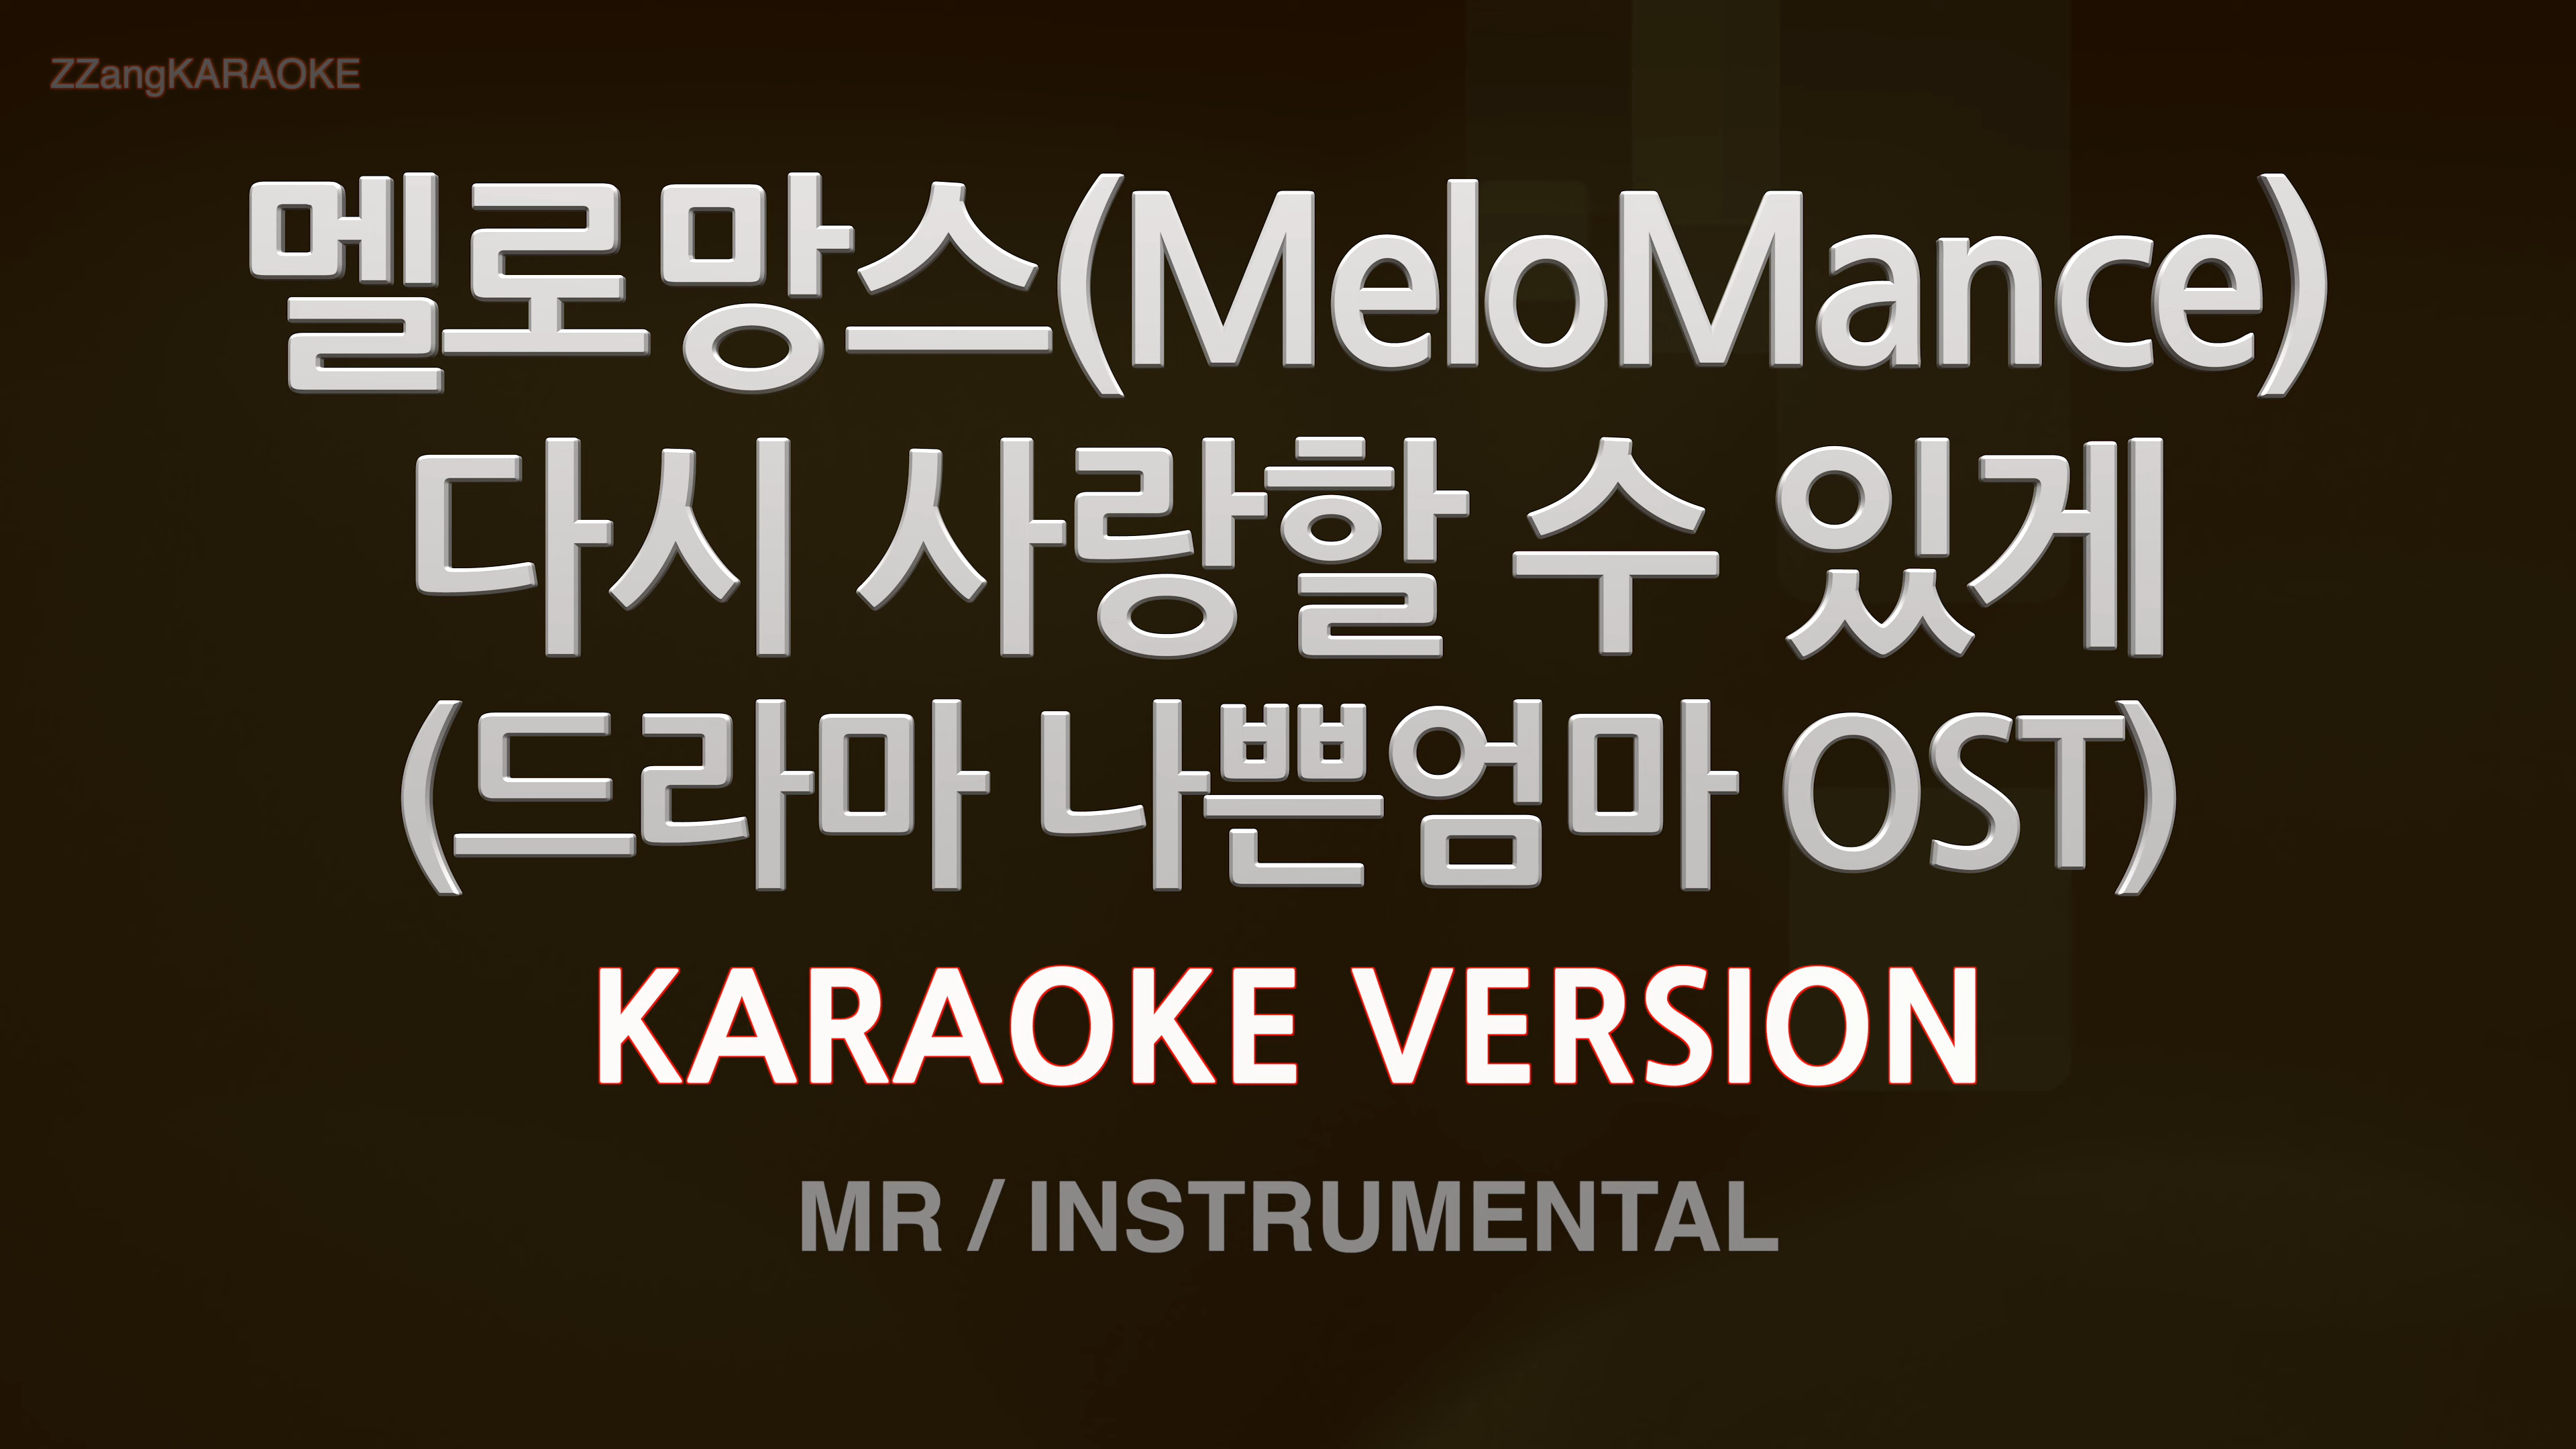 ZZangKARAOKE
멜로망스(MeloMance)
다시 사랑할 수 있게
(드라마 나쁜엄마 OST)
KARAOKE VERSION
MR / INSTRUMENTAL